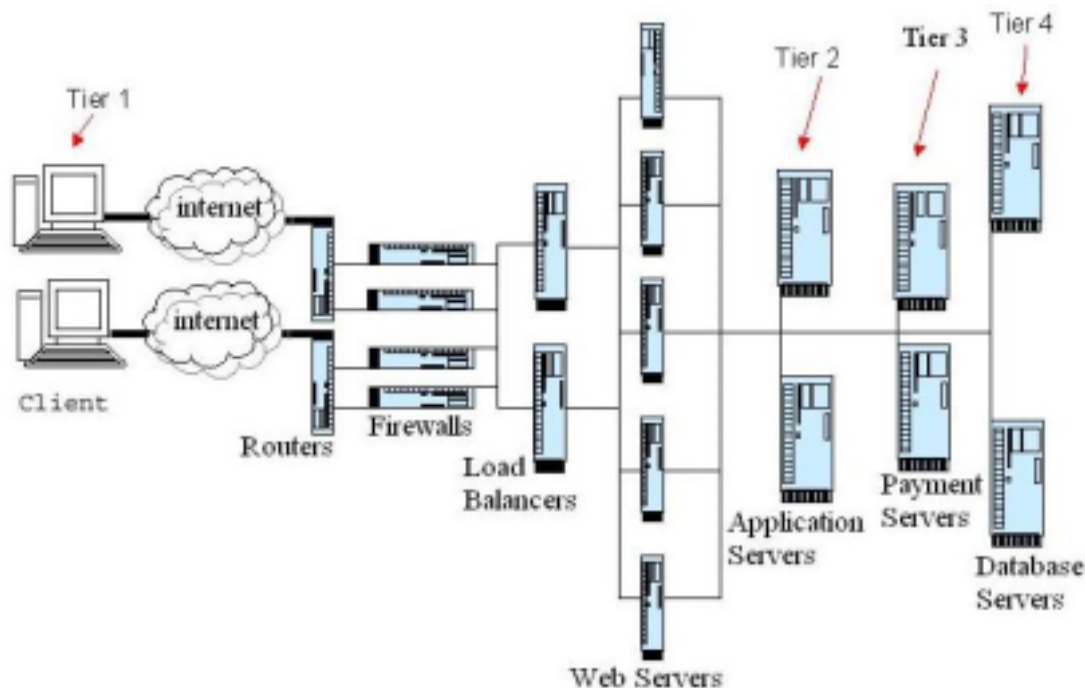 Tier 1
Tier 2
Tier 3
Tier 4
internet
internet
Client
Routers
Firewalls
Load
Balancers
Web Servers
Application
Servers
Payment
Servers
Database
Servers